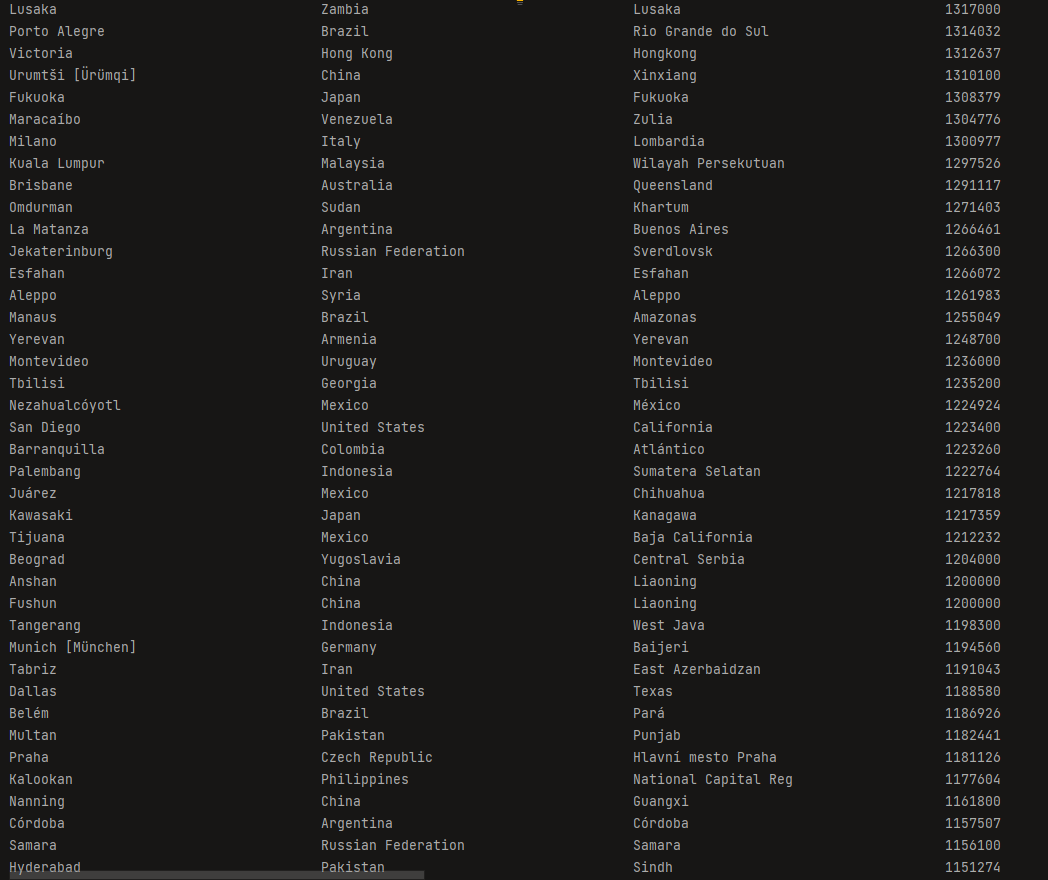 Lusaka Zambia Lusaka 1317000
Porto Alegre Brazil Rio Grande do Sul 1314032
Victoria Hong Kong Hongkong 1312637
Urumtši [Ürümqi] China Xinxiang 1310100
Fukuoka Japan Fukuoka 1308379
Maracaíbo Venezuela Zulia 1304776
Milano Italy Lombardia 1300977
Kuala Lumpur Malaysia Wilayah Persekutuan 1297526
Brisbane Australia Queensland 1291117
Omdurman Sudan Khartum 1271403
La Matanza Argentina Buenos Aires 1266461
Jekaterinburg Russian Federation Sverdlovsk 1266300
Esfahan Iran Esfahan 1266072
Aleppo Syria Aleppo 1261983
Manaus Brazil Amazonas 1255049
Yerevan Armenia Yerevan 1248700
Montevideo Uruguay Montevideo 1236000
Tbilisi Georgia Tbilisi 1235200
Nezahualcóyotl Mexico México 1224924
San Diego United States California 1223400
Barranquilla Colombia Atlántico 1223260
Palembang Indonesia Sumatera Selatan 1222764
Juárez Mexico Chihuahua 1217818
Kawasaki Japan Kanagawa 1217359
Tijuana Mexico Baja California 1212232
Beograd Yugoslavia Central Serbia 1204000
Anshan China Liaoning 1200000
Fushun China Liaoning 1200000
Tangerang Indonesia West Java 1198300
Munich [München] Germany Baijeri 1194560
Tabriz Iran East Azerbaidzan 1191043
Dallas United States Texas 1188580
Belém Brazil Pará 1186926
Multan Pakistan Punjab 1182441
Praha Czech Republic Hlavní mesto Praha 1181126
Kalookan Philippines National Capital Reg 1177604
Nanning China Guangxi 1161800
Córdoba Argentina Córdoba 1157507
Samara Russian Federation Samara 1156100
Hyderabad Pakistan Sindh 1151274